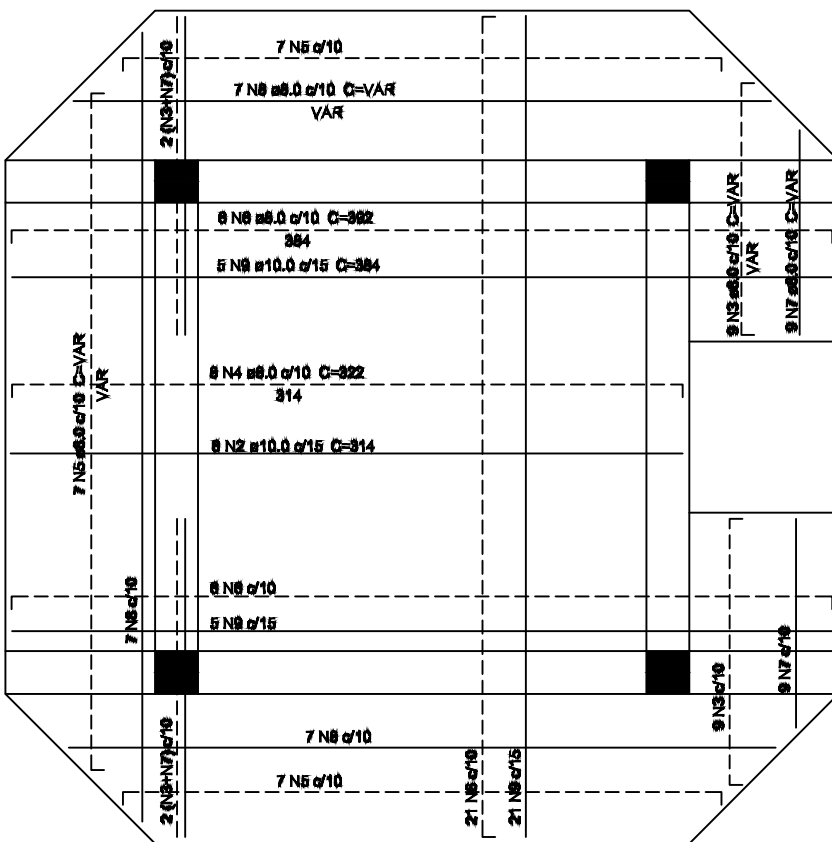 7 N5 c/10
2 (N3+N7) c/10
7 N8 ø8.0 c/10 C=VAR
VAR
6 N6 ø8.0 c/10 C=392
384
5 N9 ø10.0 c/15 C=384
9 N3 ø8.0 c/10 C=VAR
VAR
9 N7 ø8.0 c/10 C=VAR
7 N5 ø8.0 c/10 C=VAR
VAR
8 N4 ø8.0 c/10 C=322
314
8 N2 ø10.0 c/15 C=314
7 N8 c/10
6 N6 c/10
5 N9 c/15
9 N3 c/10
9 N7 c/10
2 (N3+N7) c/10
7 N8 c/10
7 N5 c/10
21 N6 c/10
21 N9 c/15